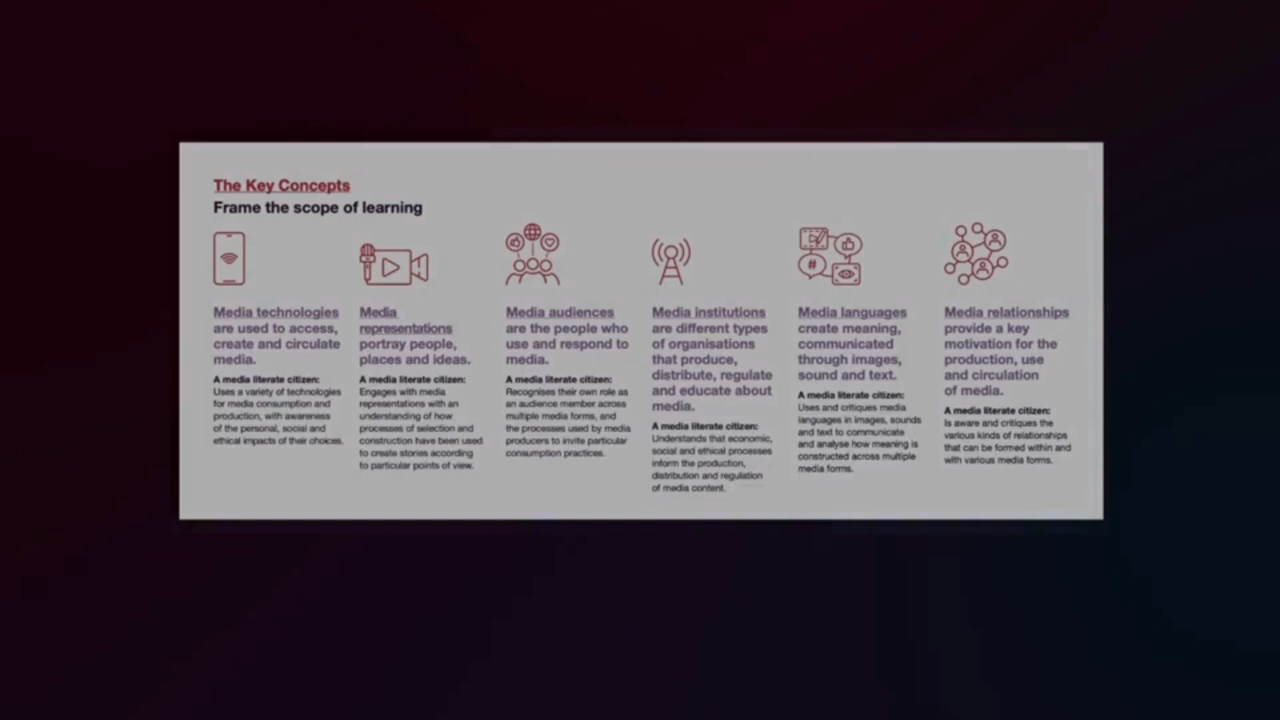 The Key Concepts
Frame the scope of learning
Media technologies
are used to access,
create and circulate
media.
A media literate citizen:
Uses a variety of technologies
for media consumption and
production, with awareness
of the personal, social and
ethical impacts of their choices.
Media
representations
portray people,
places and ideas.
A media literate citizen:
Engages with media
representations with an
understanding of how
processes of selection and
construction have been used
to create stories according
to particular points of view.
Media audiences
are the people who
use and respond to
media.
A media literate citizen:
Recognises their own role as
an audience member across
multiple media forms, and
the processes used by media
producers to invite particular
consumption practices.
Media institutions
are different types
of organisations
that produce,
distribute, regulate
and educate about
media.
A media literate citizen:
Understands that economic,
social and ethical processes
inform the production,
distribution and regulation
of media content.
Media languages
create meaning,
communicated
through images,
sound and text.
A media literate citizen:
Uses and critiques media
languages in images, sounds
and text to communicate
and analyse how meaning is
constructed across multiple
media forms.
#
Media relationships
provide a key
motivation for the
production, use
and circulation
of media.
A media literate citizen:
Is aware and critiques the
various kinds of relationships
that can be formed within and
with various media forms.